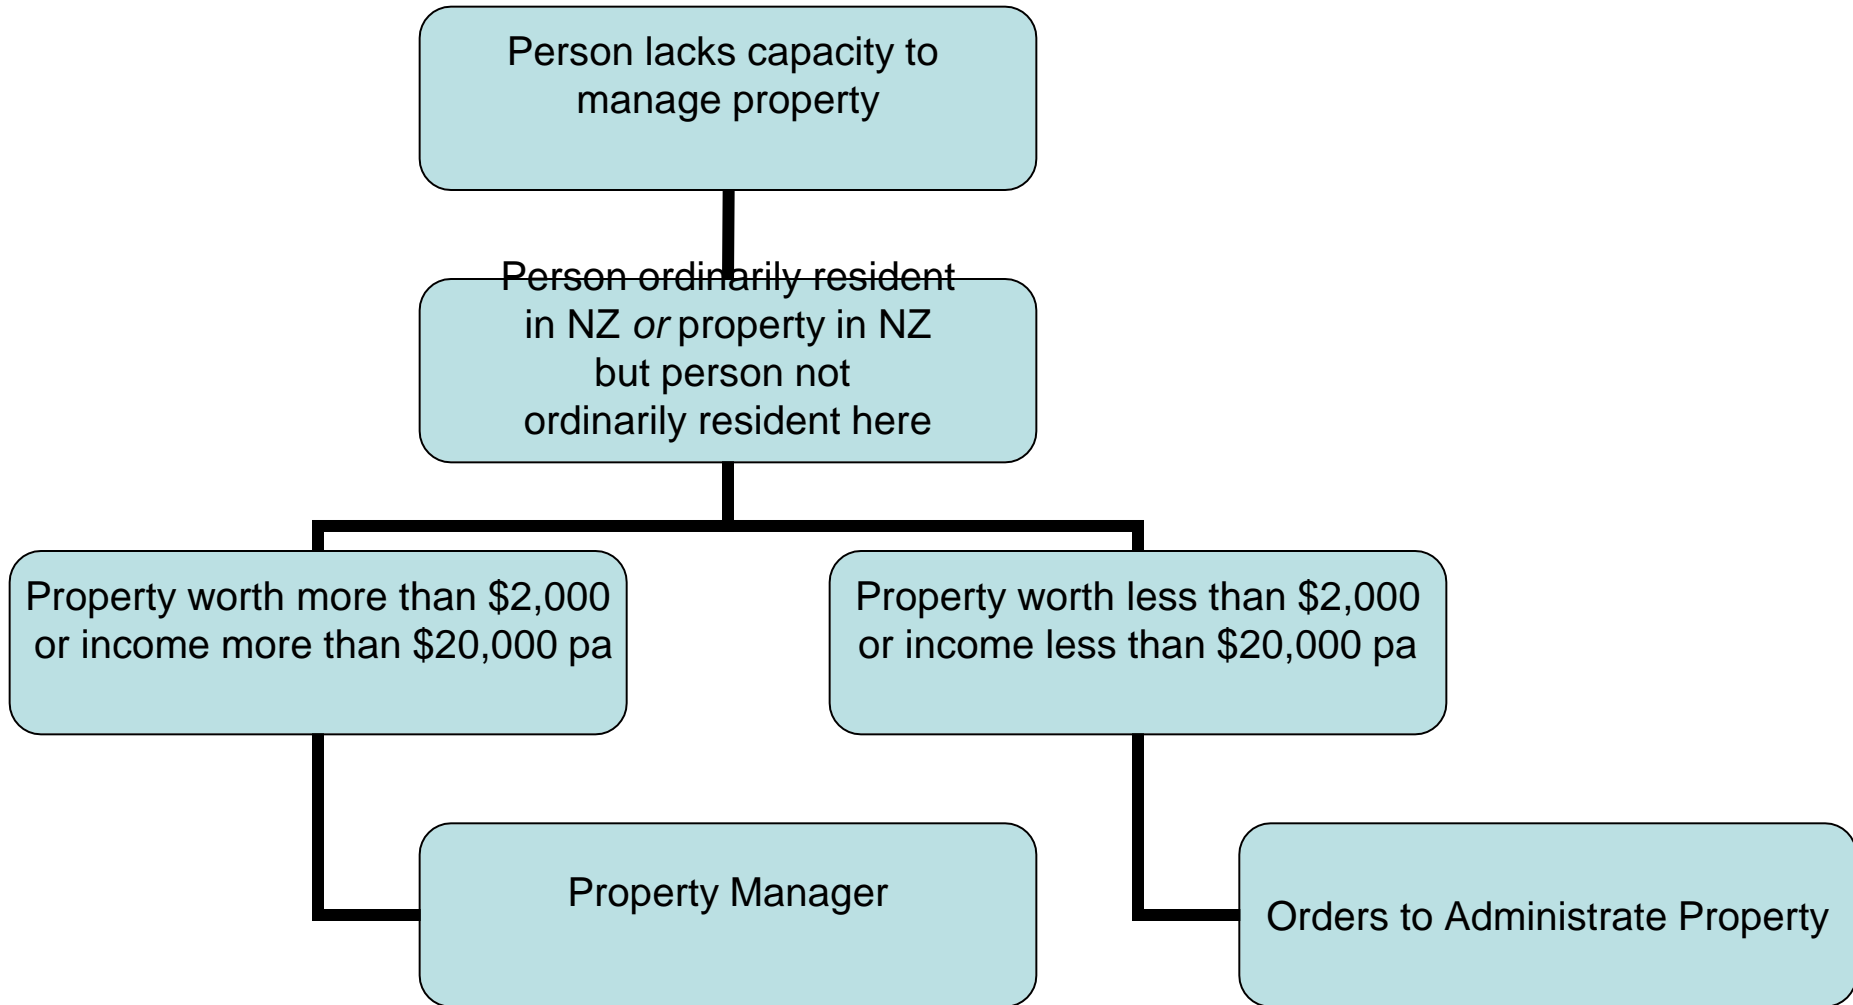 Person lacks capacity to
manage property
Person ordinarily resident
in NZ or property in NZ
but person not
ordinarily resident here
Property worth more than $2,000
or income more than $20,000 pa
Property worth less than $2,000
or income less than $20,000 pa
Property Manager
Orders to Administrate Property